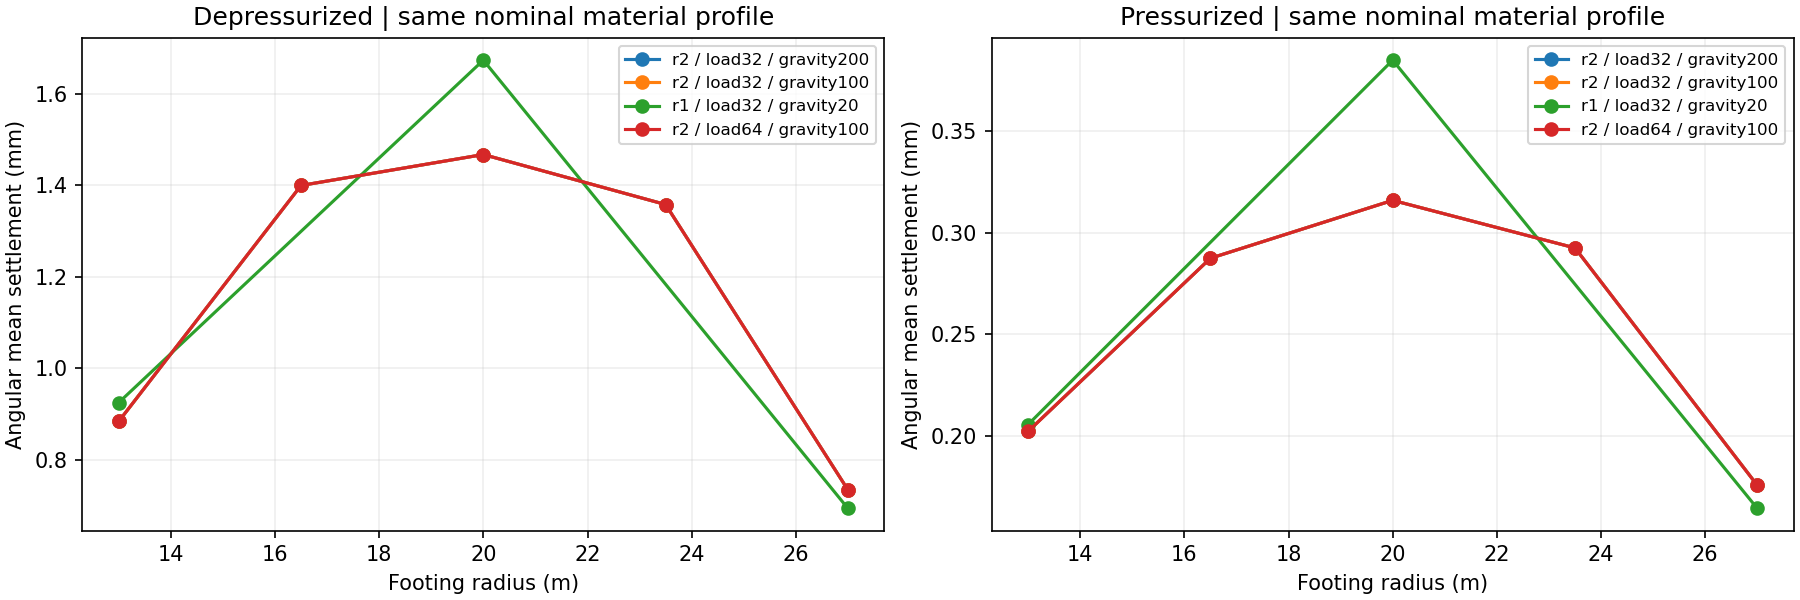 Depressurized | same nominal material profile
Angular mean settlement (mm)
1.6
1.4
1.2
1.0
0.8
r2 / load32 / gravity200
r2 / load32 / gravity100
r1 / load32 / gravity20
r2 / load64 / gravity100
14 16 18 20 22 24 26
Footing radius (m)
Pressurized | same nominal material profile
Angular mean settlement (mm)
0.35
0.30
0.25
0.20
r2 / load32 / gravity200
r2 / load32 / gravity100
r1 / load32 / gravity20
r2 / load64 / gravity100
14 16 18 20 22 24 26
Footing radius (m)